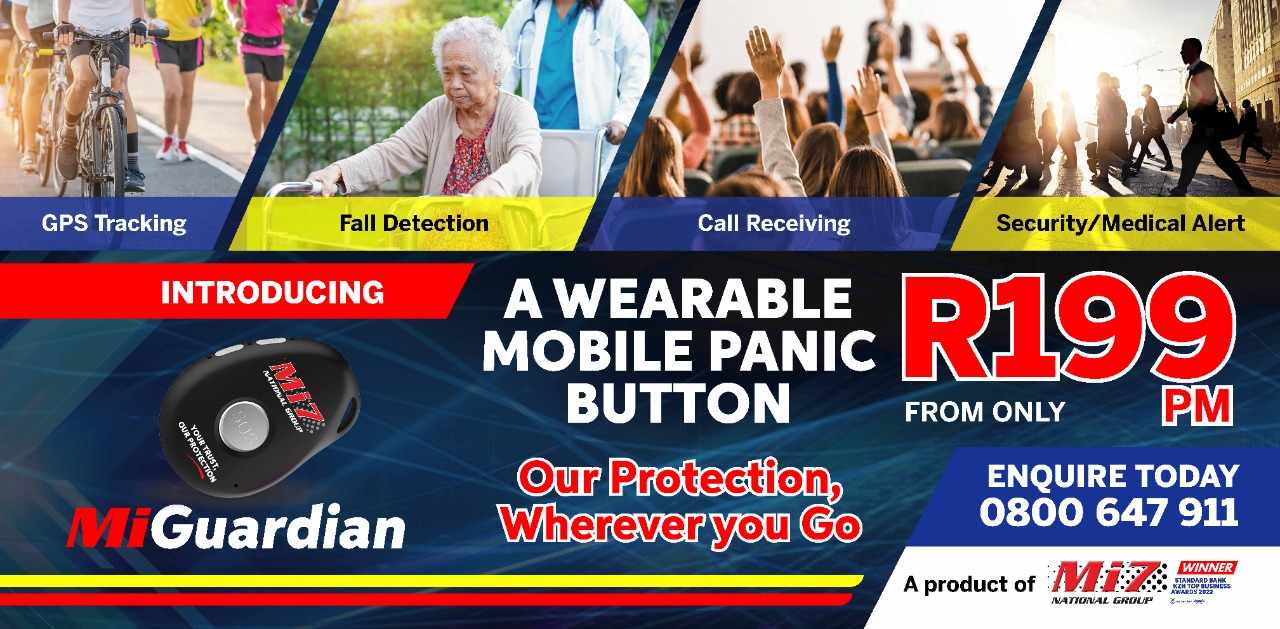 GPS Tracking
Fall Detection
Call Receiving
Security/Medical Alert
INTRODUCING
A WEARABLE
MOBILE PANIC
BUTTON
R199
FROM ONLY
PM
Mi7
NATIONAL GROUP
SOS
YOUR TRUST,
OUR PROTECTION
MiGuardian
Our Protection,
Wherever you Go
ENQUIRE TODAY
0800 647 911
A product of
Mi7
NATIONAL GROUP
WINNER
STANDARD BANK
KZN TOP BUSINESS
AWARDS 2022